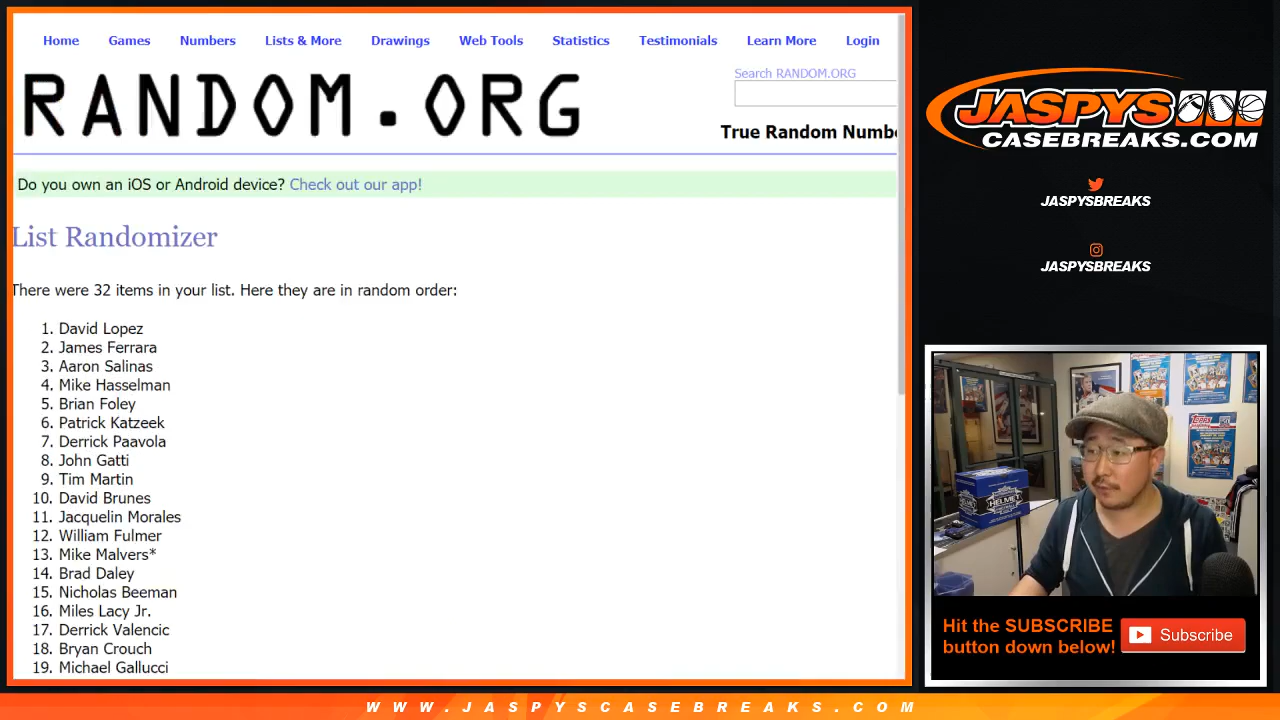 Home Games Numbers Lists & More Drawings Web Tools Statistics Testimonials Learn More Login
RANDOM.ORG
Search RANDOM.ORG
True Random Numbe
Do you own an iOS or Android device? Check out our app!
List Randomizer
There were 32 items in your list. Here they are in random order:
1. David Lopez
2. James Ferrara
3. Aaron Salinas
4. Mike Hasselman
5. Brian Foley
6. Patrick Katzeek
7. Derrick Paavola
8. John Gatti
9. Tim Martin
10. David Brunes
11. Jacquelin Morales
12. William Fulmer
13. Mike Malvers*
14. Brad Daley
15. Nicholas Beeman
16. Miles Lacy Jr.
17. Derrick Valencic
18. Bryan Crouch
19. Michael Gallucci
JASPYS
CASEBREAKS.COM
JASPYSBREAKS
JASPYSBREAKS
HELMET
Hit the SUBSCRIBE
button down below!
Subscribe
WWW.JASPYSCASEBREAKS.COM